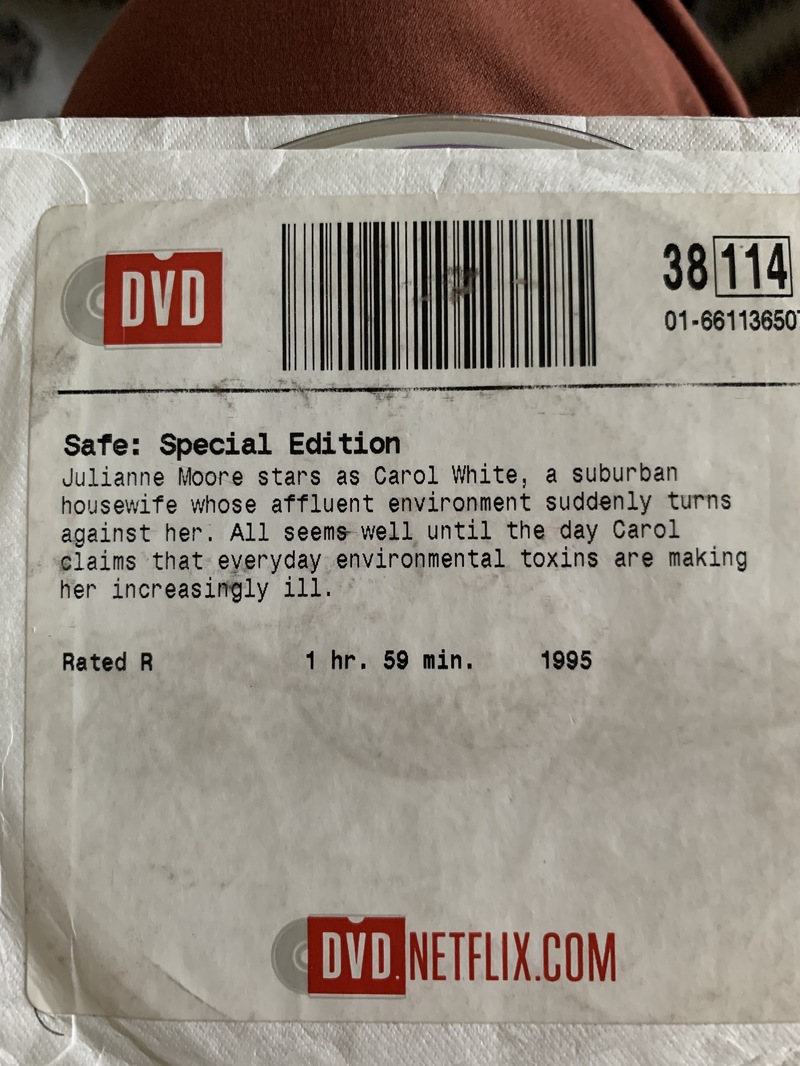 DVD
38 114
01-661136507
Safe: Special Edition
Julianne Moore stars as Carol White, a suburban
housewife whose affluent environment suddenly turns
against her. All seems well until the day Carol
claims that everyday environmental toxins are making
her increasingly ill.
Rated R 1 hr. 59 min. 1995
DVD.NETFLIX.COM